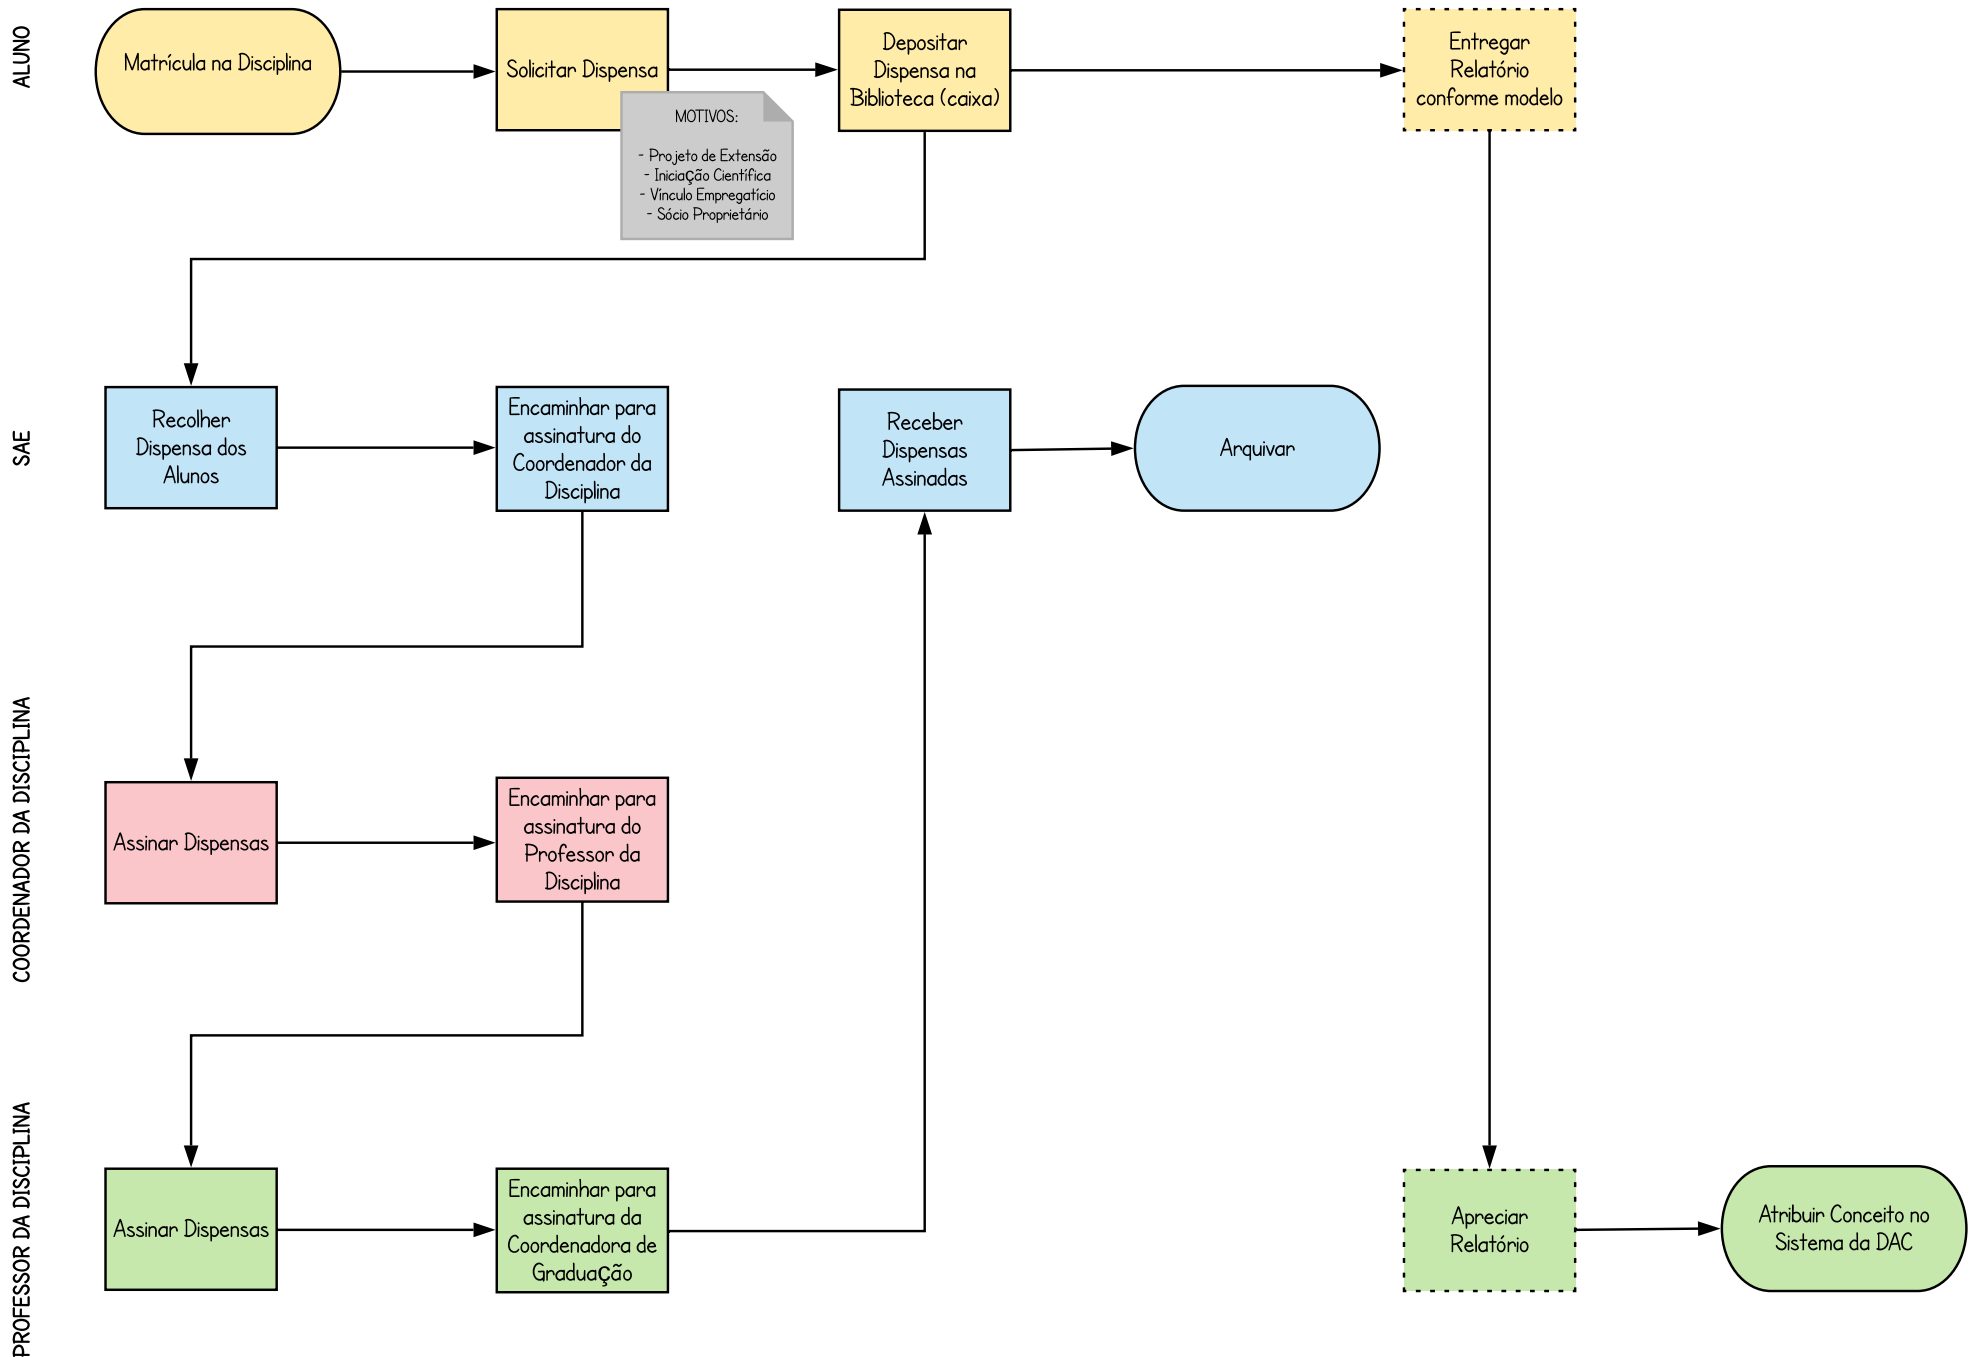 ALUNO
Matrícula na Disciplina
Solicitar Dispensa
MOTIVOS:
- Projeto de Extensão
- Iniciação Científica
- Vínculo Empregatício
- Sócio Proprietário
Depositar
Dispensa na
Biblioteca (caixa)
Entregar
Relatório
conforme modelo
SAE
Recolher
Dispensa dos
Alunos
Encaminhar para
assinatura do
Coordenador da
Disciplina
Receber
Dispensas
Assinadas
Arquivar
COORDENADOR DA DISCIPLINA
Assinar Dispensas
Encaminhar para
assinatura do
Professor da
Disciplina
PROFESSOR DA DISCIPLINA
Assinar Dispensas
Encaminhar para
assinatura da
Coordenadora de
Graduação
Apreciar
Relatório
Atribuir Conceito no
Sistema da DAC